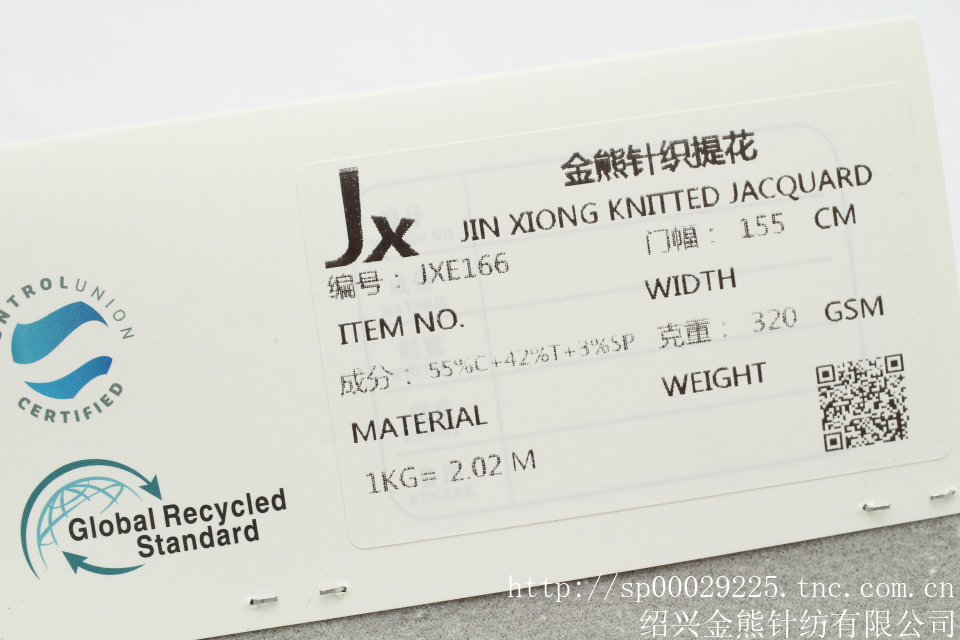 CONTROLUNION
CERTIFIED
Global Recycled
Standard
Jx
金熊针织提花
JIN XIONG KNITTED JACQUARD
编号： JXE166
门幅： 155 CM
ITEM NO.
WIDTH
成分： 55%C+42%T+3%SP
克重： 320 GSM
MATERIAL
WEIGHT
1KG= 2.02 M
http://sp00029225.tnc.com.cn
绍兴金熊针纺有限公司